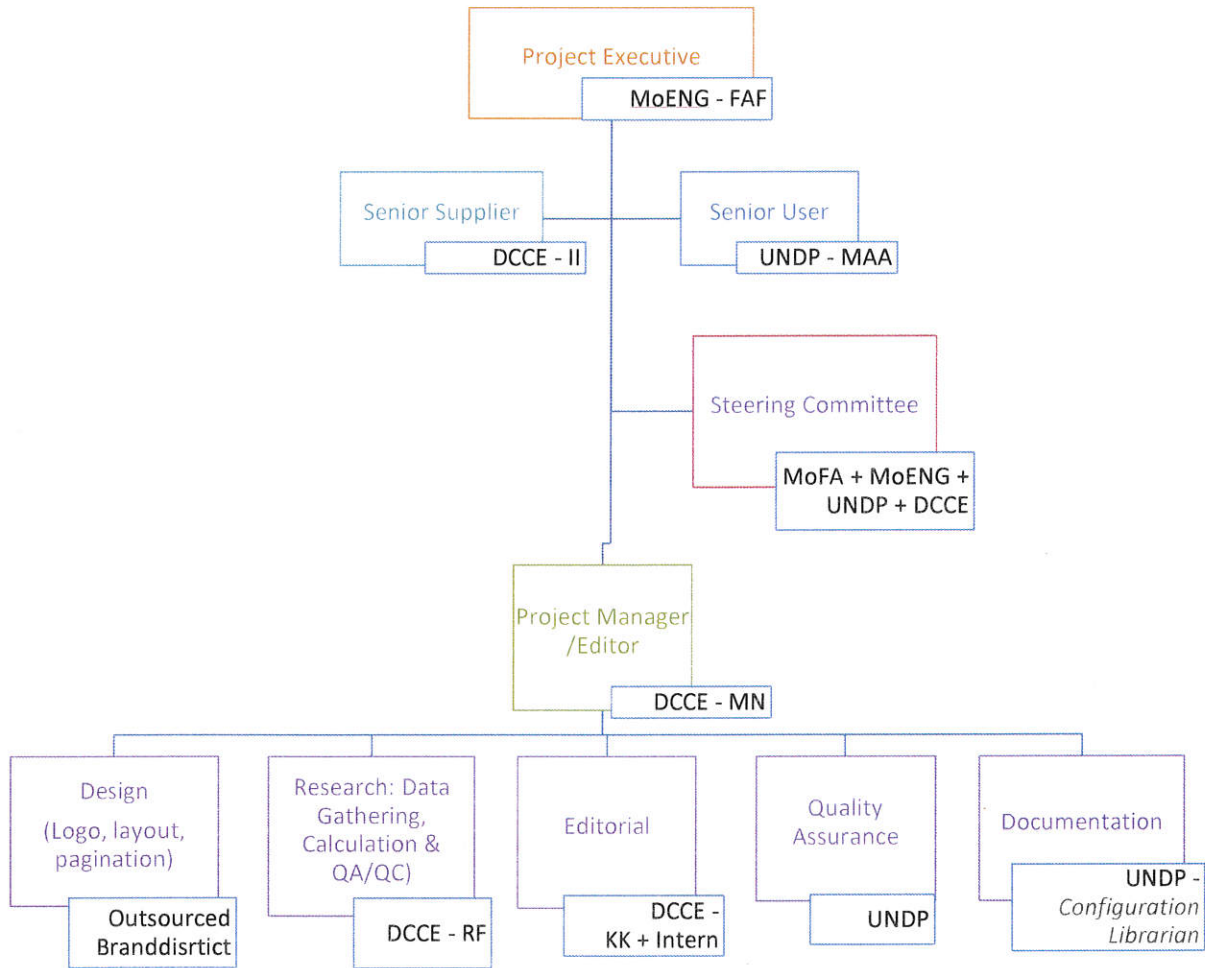 Project Executive
MoENG - FAF
Senior Supplier
DCCE - II
Senior User
UNDP - MAA
Steering Committee
MoFA + MoENG +
UNDP + DCCE
Project Manager
/Editor
DCCE - MN
Design
(Logo, layout,
pagination)
Outsourced
Branddisrtict
Research: Data
Gathering,
Calculation &
QA/QC)
DCCE - RF
Editorial
DCCE -
KK + Intern
Quality
Assurance
UNDP
Documentation
UNDP -
Configuration
Librarian